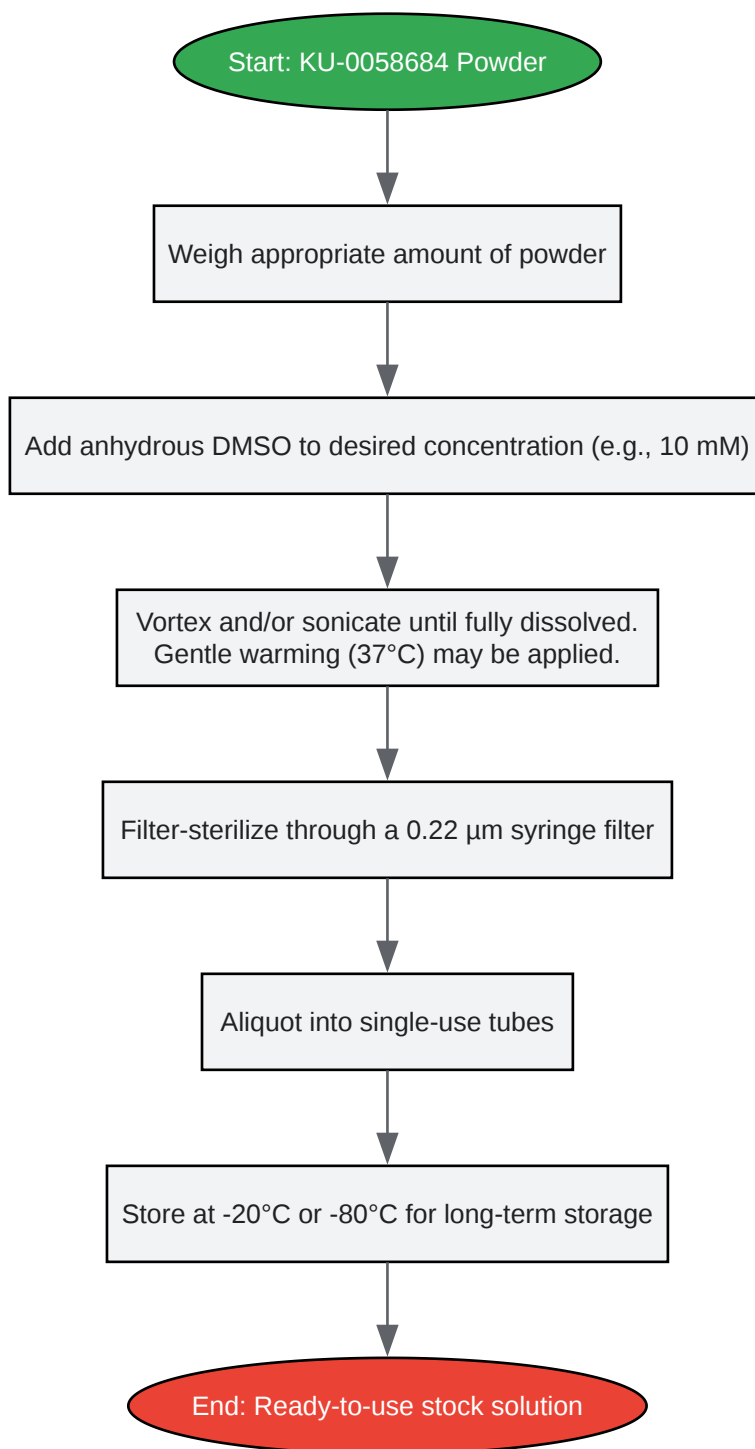 Start: KU-0058684 Powder
Weigh appropriate amount of powder
Add anhydrous DMSO to desired concentration (e.g., 10 mM)
Vortex and/or sonicate until fully dissolved.
Gentle warming (37°C) may be applied.
Filter-sterilize through a 0.22 µm syringe filter
Aliquot into single-use tubes
Store at -20°C or -80°C for long-term storage
End: Ready-to-use stock solution